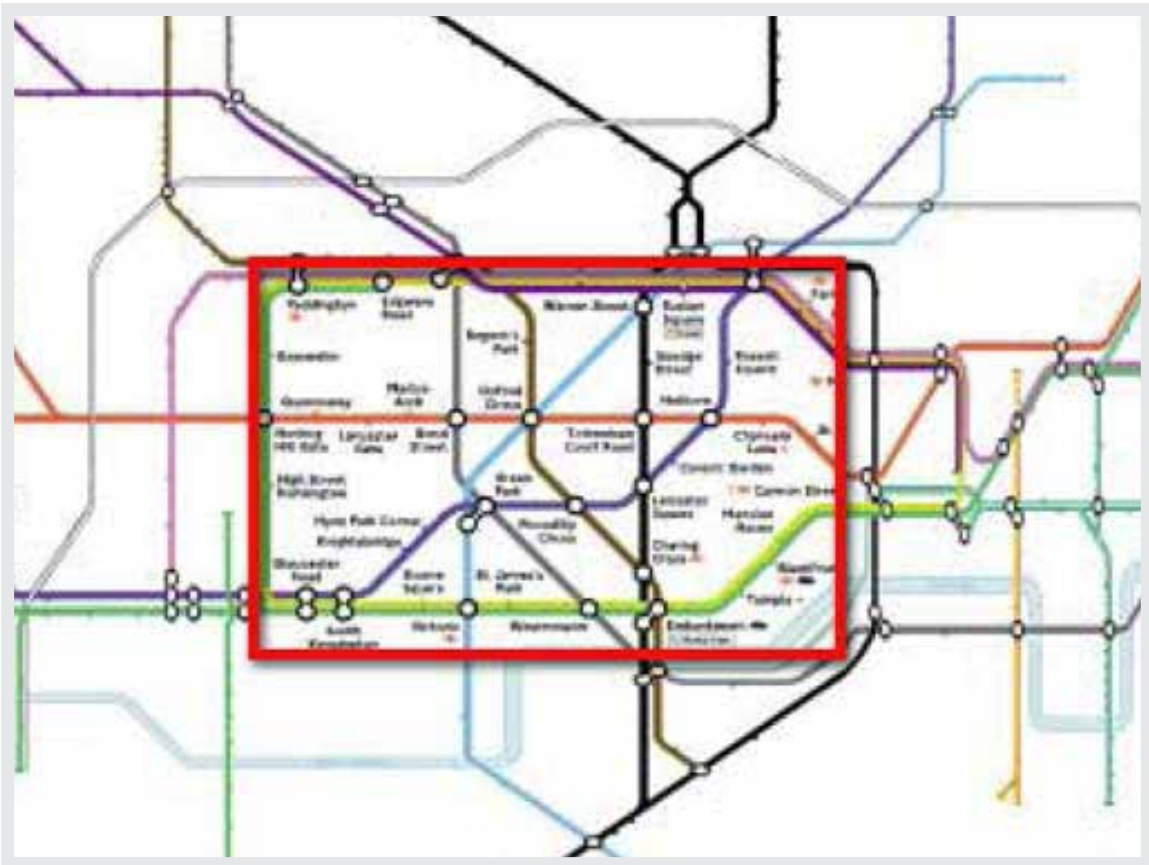 Paddington
Edgware
Road
Warren Street
Euston
Square
Regent's
Park
Bayswater
Goodge
Street
Russell
Square
Queensway
Marble
Arch
Oxford
Circus
Holborn
Notting
Hill Gate
Lancaster
Gate
Bond
Street
Tottenham
Court Road
Chancery
Lane
Covent Garden
High Street
Kensington
Green
Park
Leicester
Square
Cannon Street
Hyde Park Corner
Knightsbridge
Piccadilly
Circus
Mansion
House
Charing
Cross
Gloucester
Road
Sloane
Square
St. James's
Park
Blackfriars
Temple
South
Kensington
Victoria
Westminster
Embankment